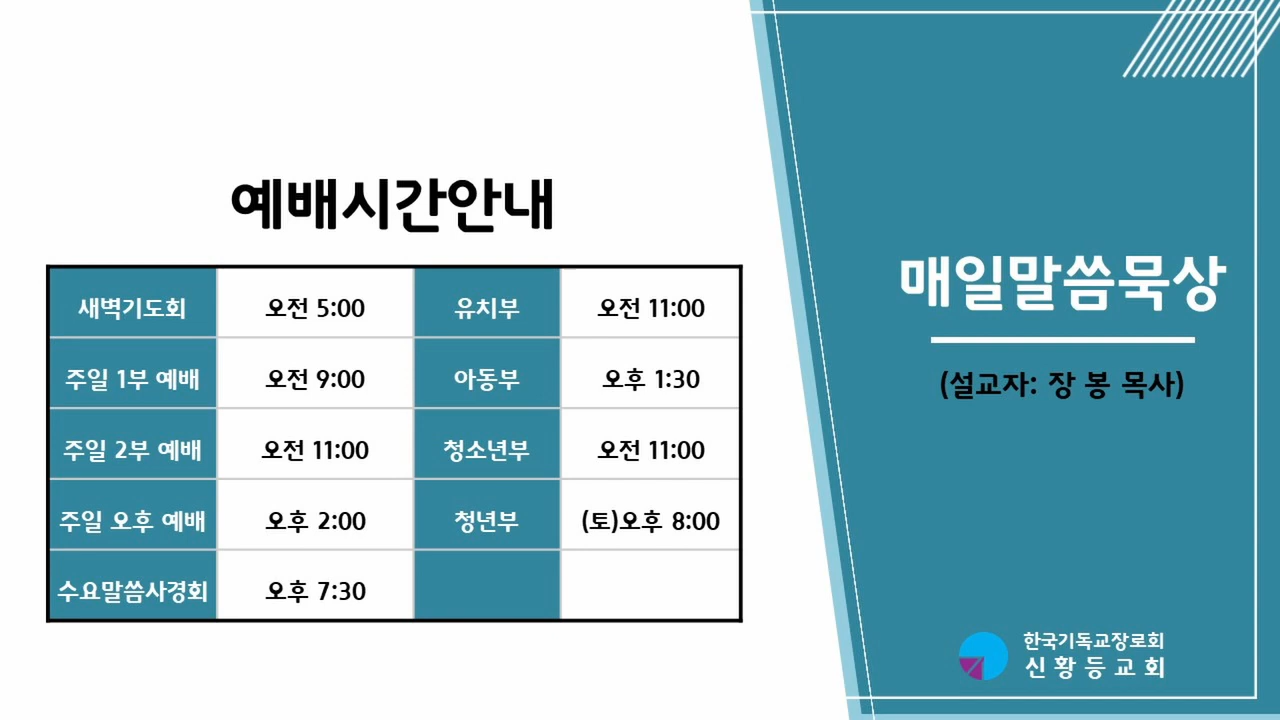 예배시간안내
새벽기도회 오전 5:00 유치부 오전 11:00
주일 1부 예배 오전 9:00 아동부 오후 1:30
주일 2부 예배 오전 11:00 청소년부 오전 11:00
주일 오후 예배 오후 2:00 청년부 (토)오후 8:00
수요말씀사경회 오후 7:30
매일말씀묵상
(설교자: 장 봉 목사)
한국기독교장로회
신 황 등 교 회